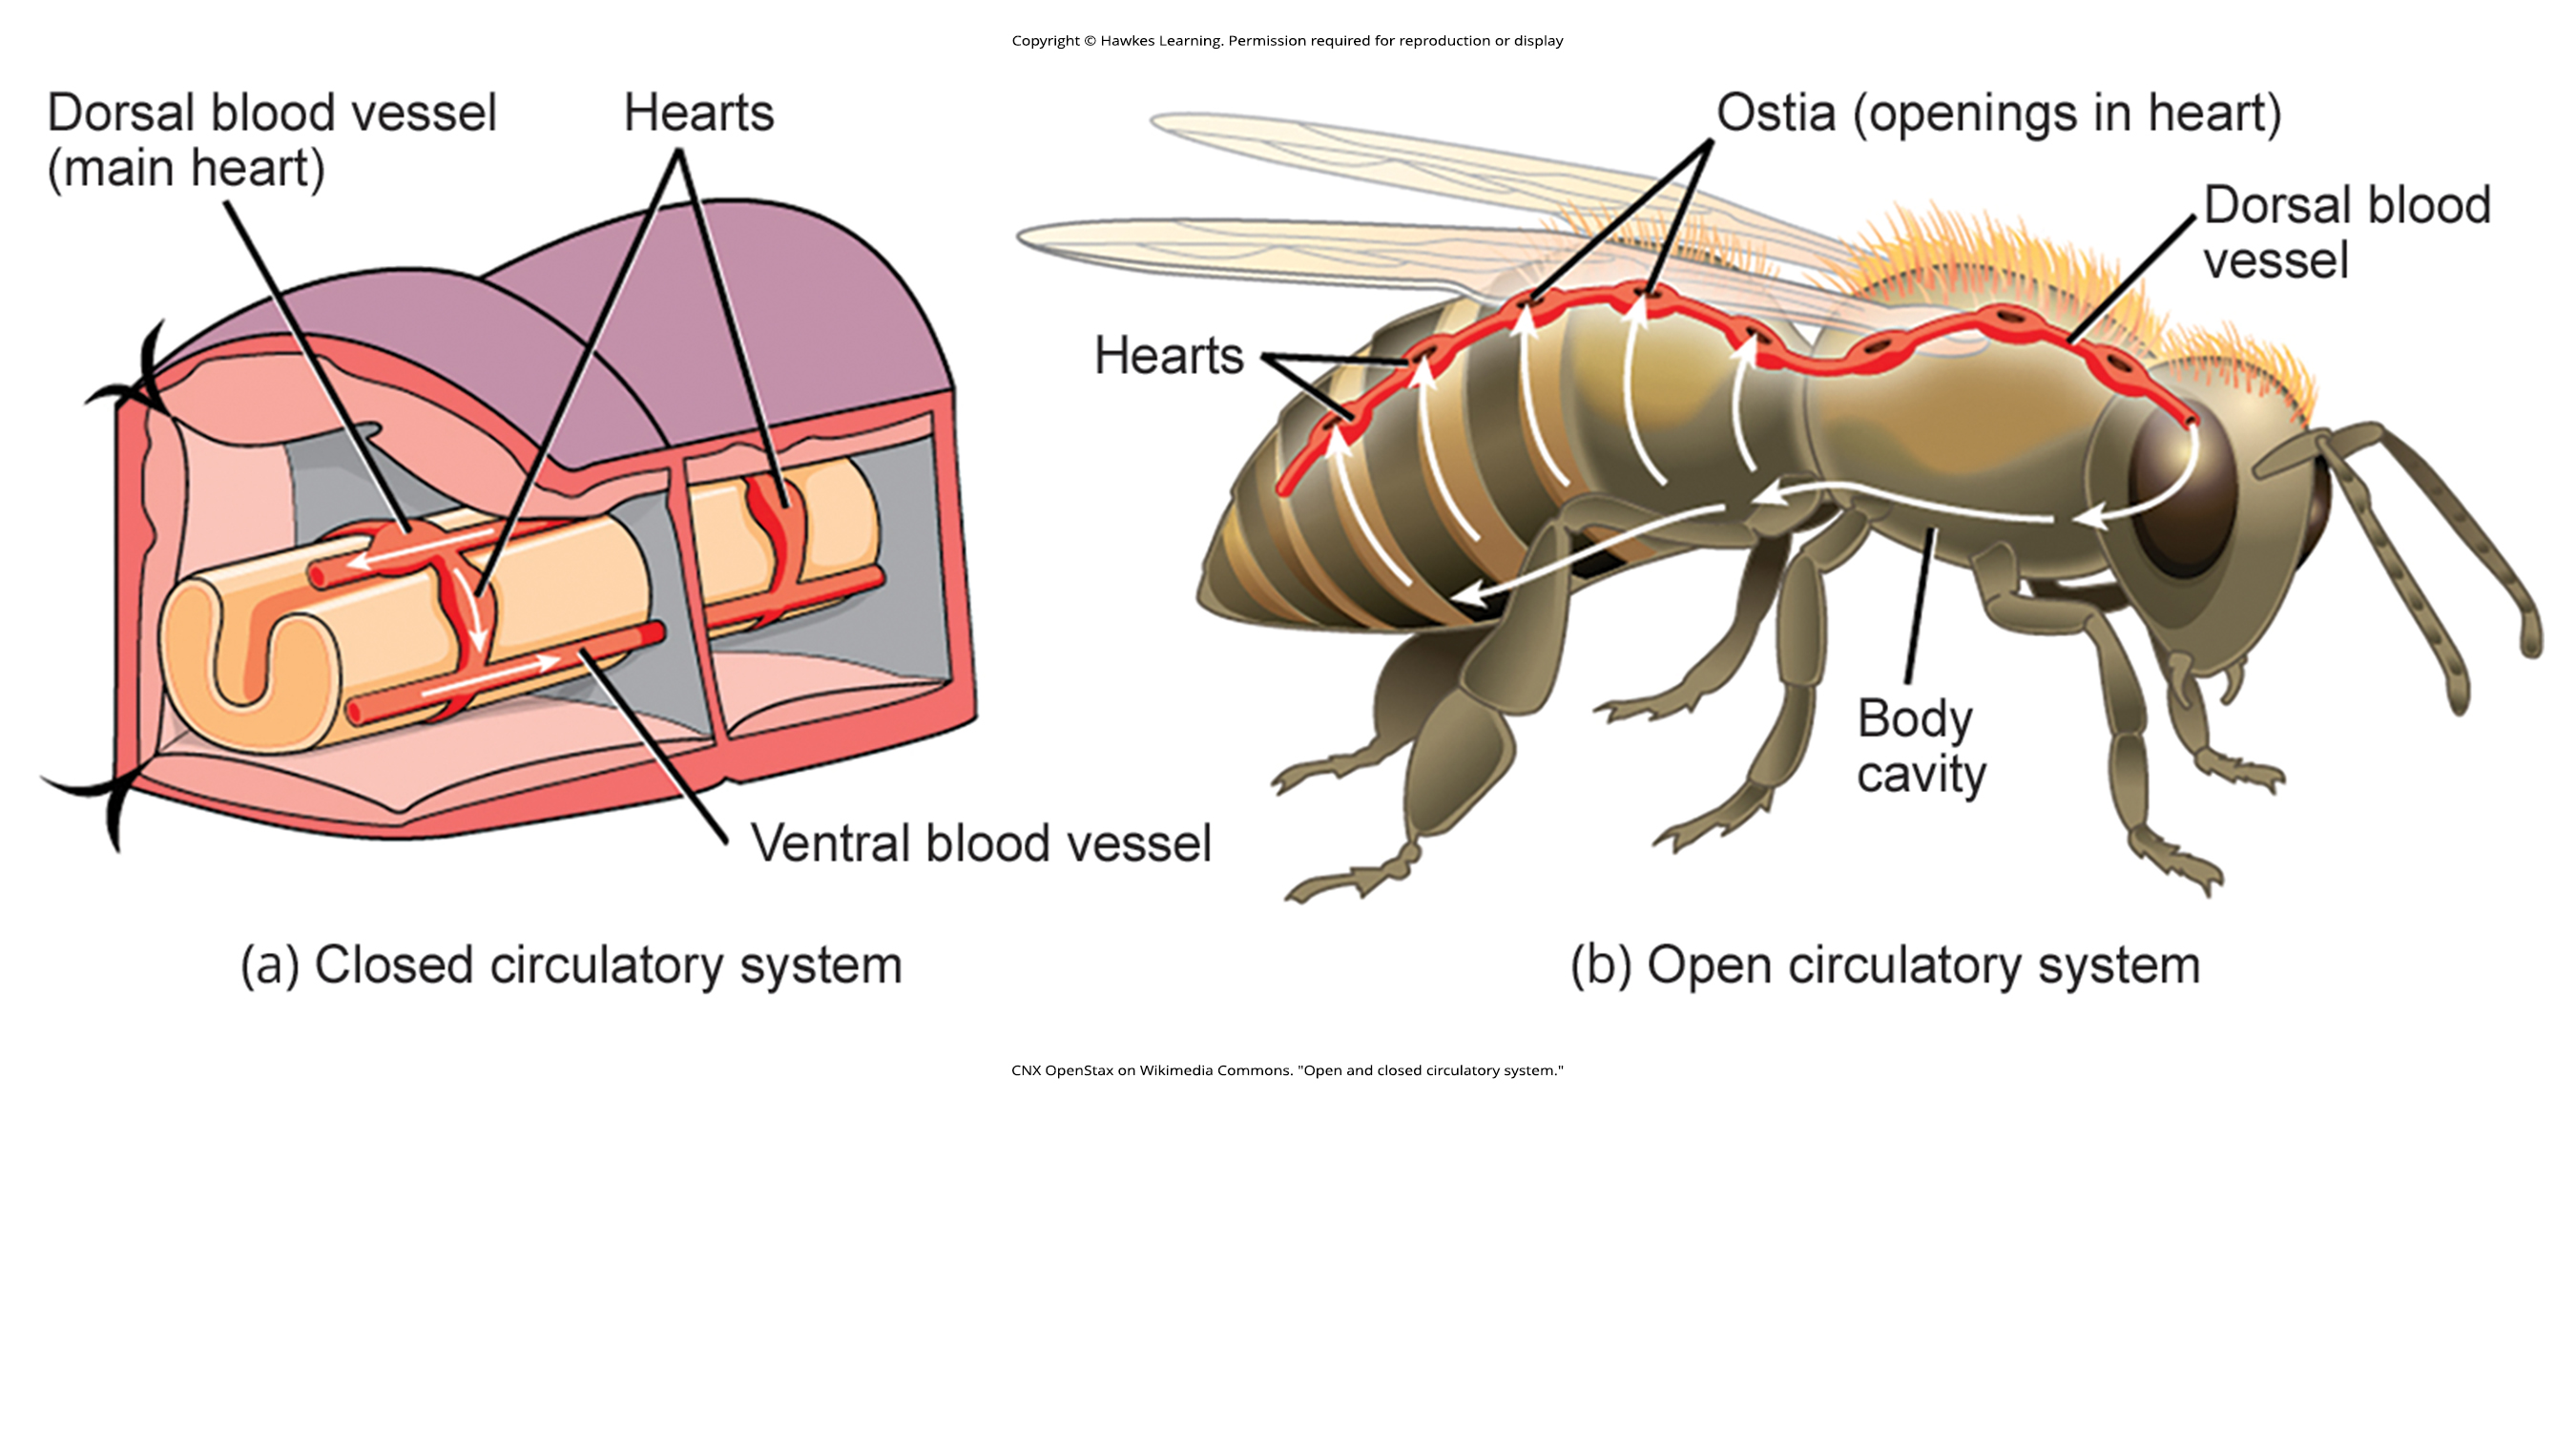 Copyright © Hawkes Learning. Permission required for reproduction or display
Dorsal blood vessel
(main heart)
Hearts
Ventral blood vessel
(a) Closed circulatory system
Ostia (openings in heart)
Dorsal blood
vessel
Hearts
Body
cavity
(b) Open circulatory system
CNX OpenStax on Wikimedia Commons. "Open and closed circulatory system."